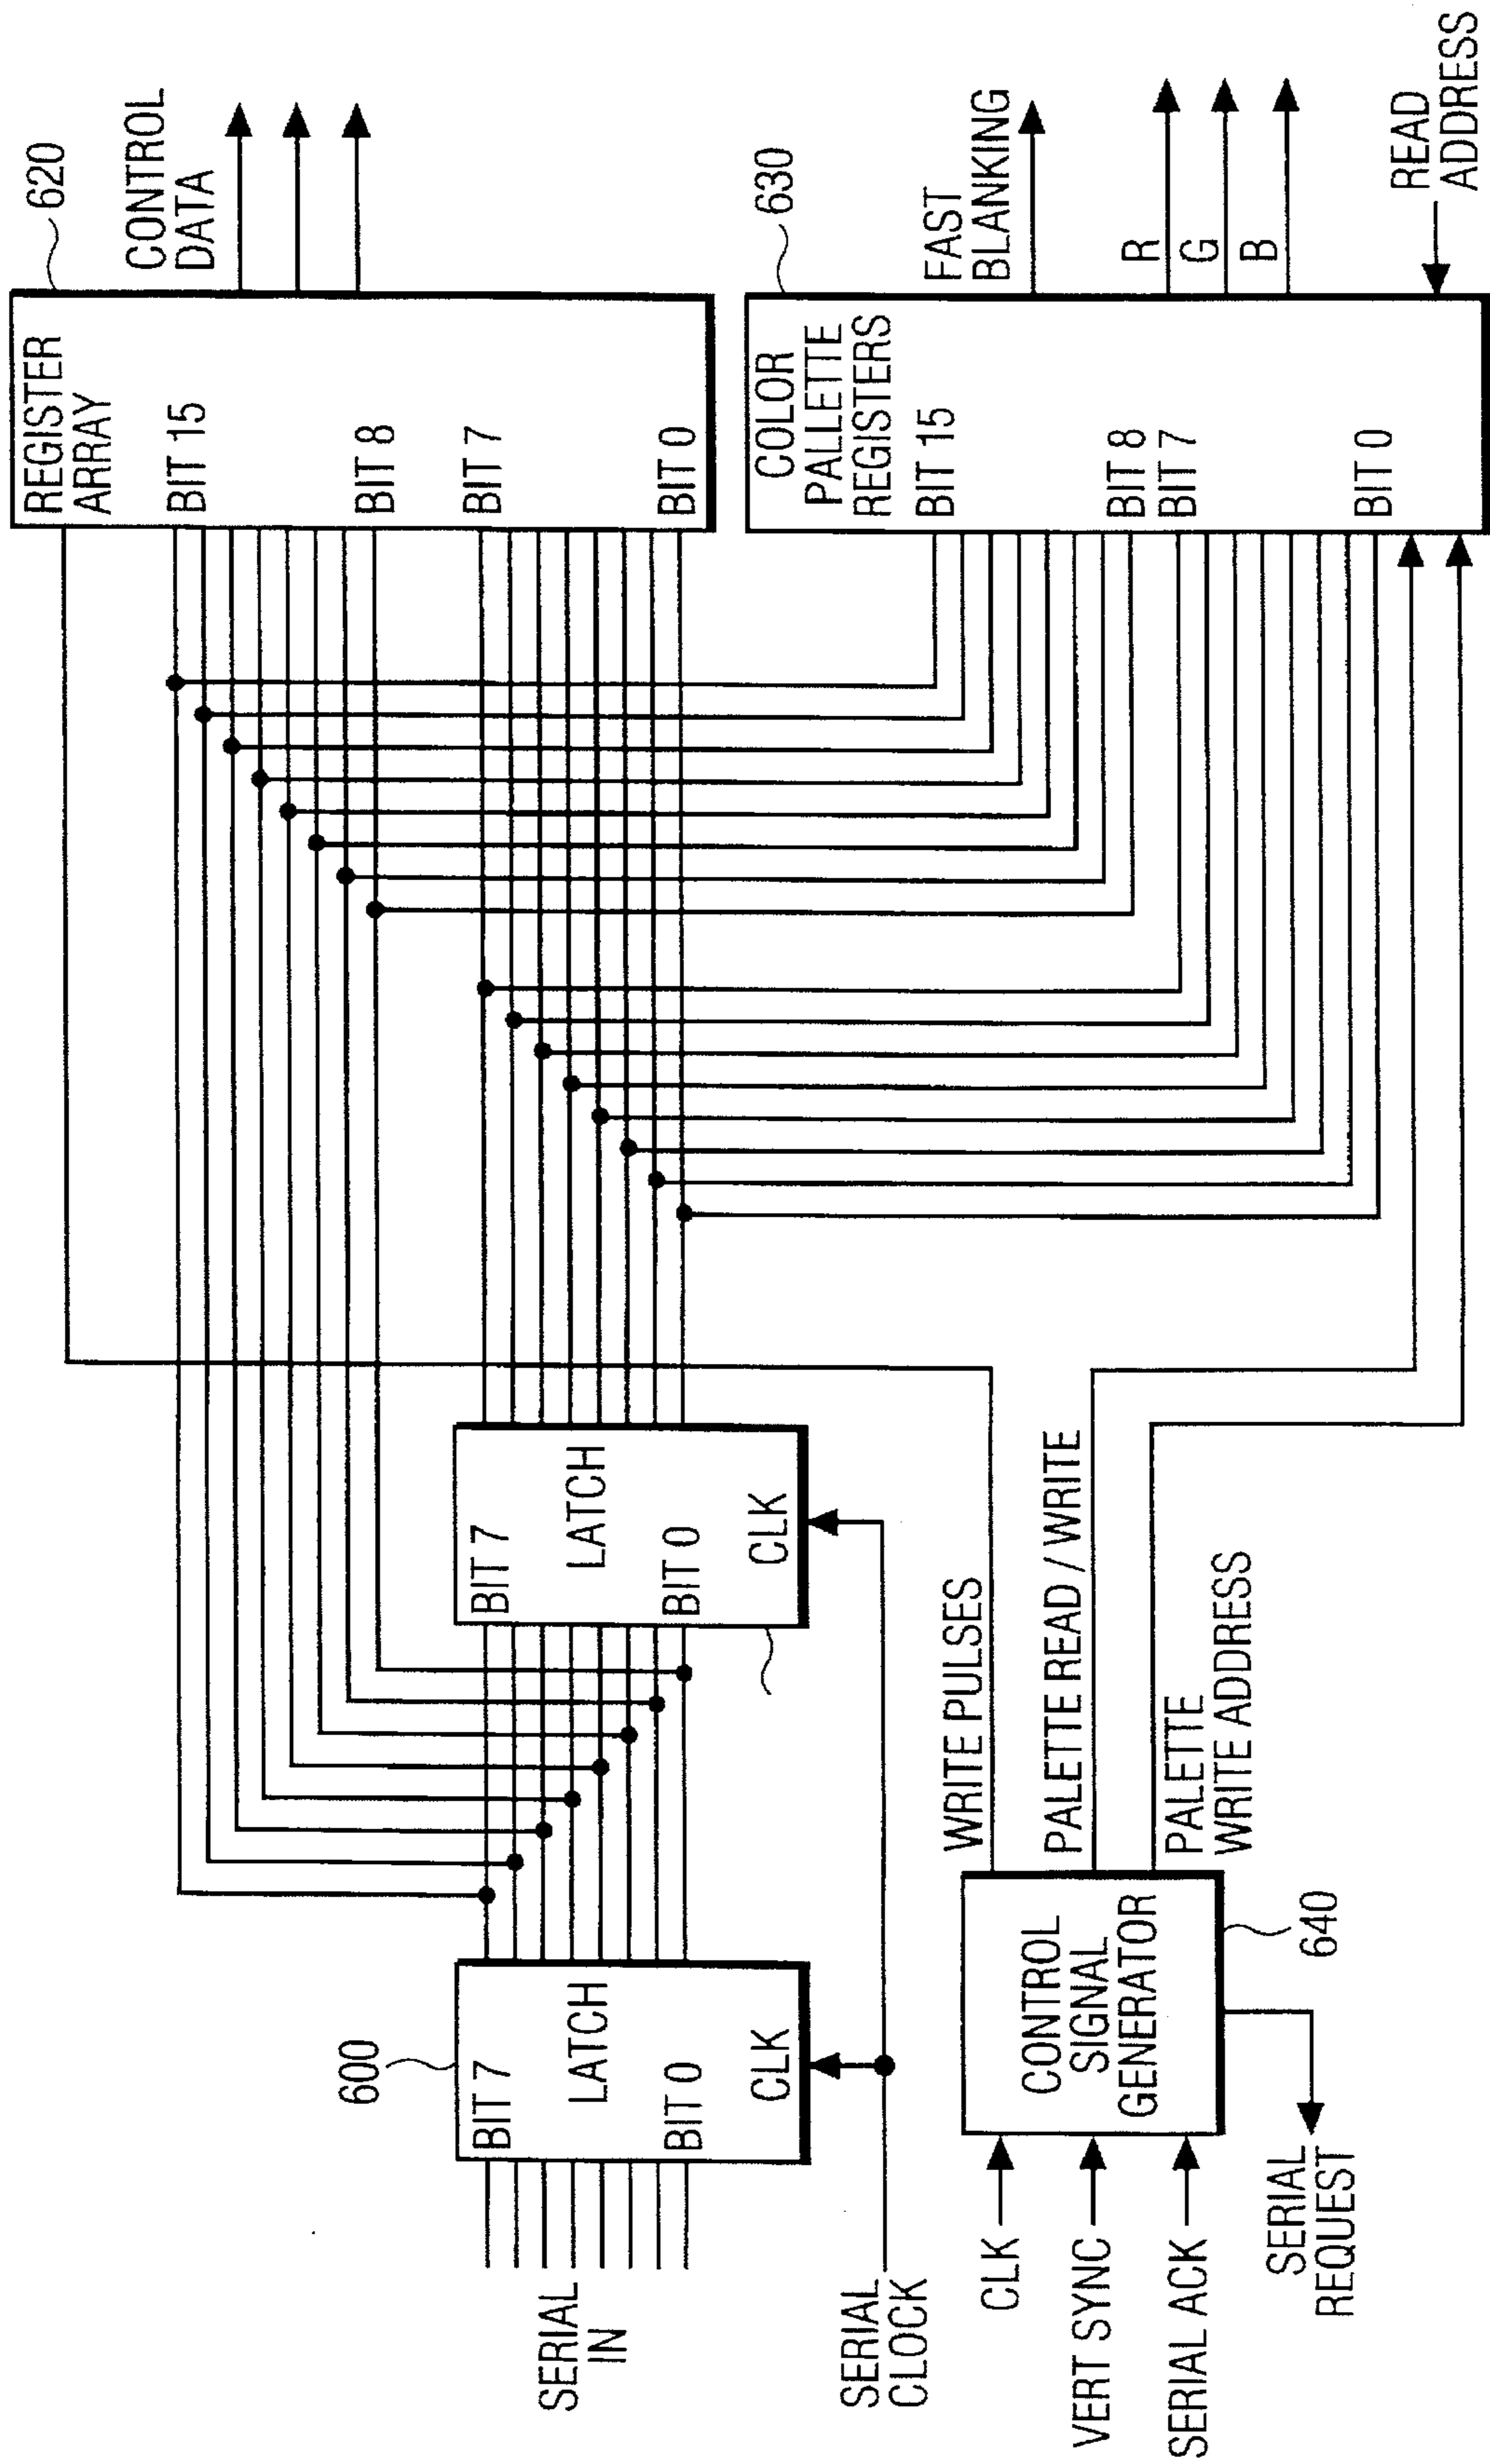 REGISTER
ARRAY
BIT 15
BIT 8
BIT 7
BIT 0
620
CONTROL
DATA
COLOR
PALLETTE
REGISTERS
BIT 15
BIT 8
BIT 7
BIT 0
630
FAST
BLANKING
R
G
B
READ
ADDRESS
600
BIT 7
LATCH
BIT 0
CLK
BIT 7
LATCH
BIT 0
CLK
SERIAL
IN
SERIAL
CLOCK
WRITE PULSES
PALETTE READ / WRITE
PALETTE
WRITE ADDRESS
CONTROL
SIGNAL
GENERATOR
640
CLK
VERT SYNC
SERIAL ACK
SERIAL
REQUEST